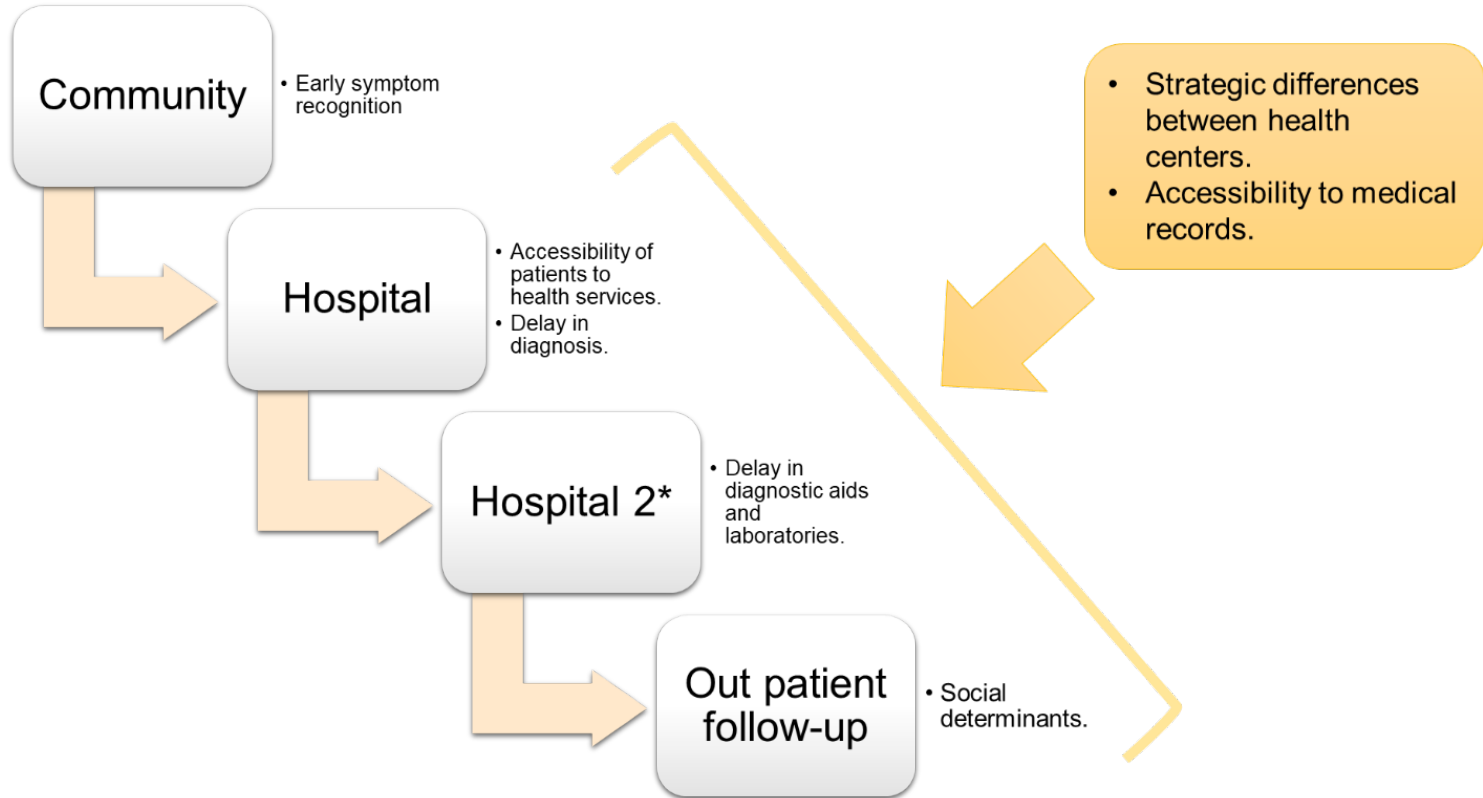 Community
• Early symptom
recognition
Hospital
• Accessibility of
patients to
health services.
• Delay in
diagnosis.
Hospital 2*
• Delay in
diagnostic aids
and
laboratories.
Out patient
follow-up
• Social
determinants.
• Strategic differences
between health
centers.
• Accessibility to medical
records.